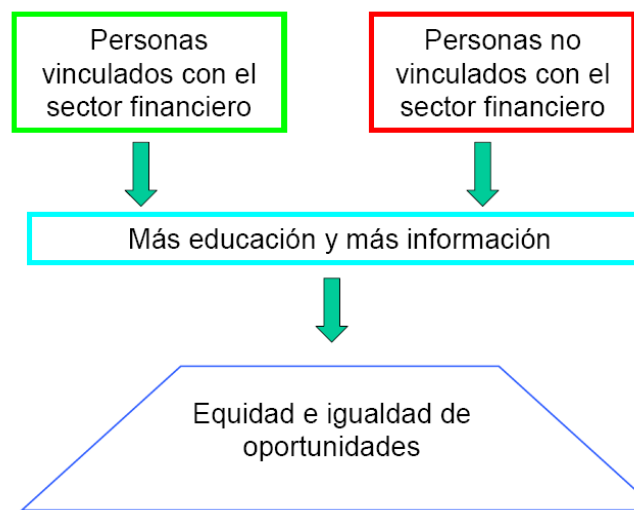 Personas
vinculados con el
sector financiero
Personas no
vinculados con el
sector financiero
Más educación y más información
Equidad e igualdad de
oportunidades